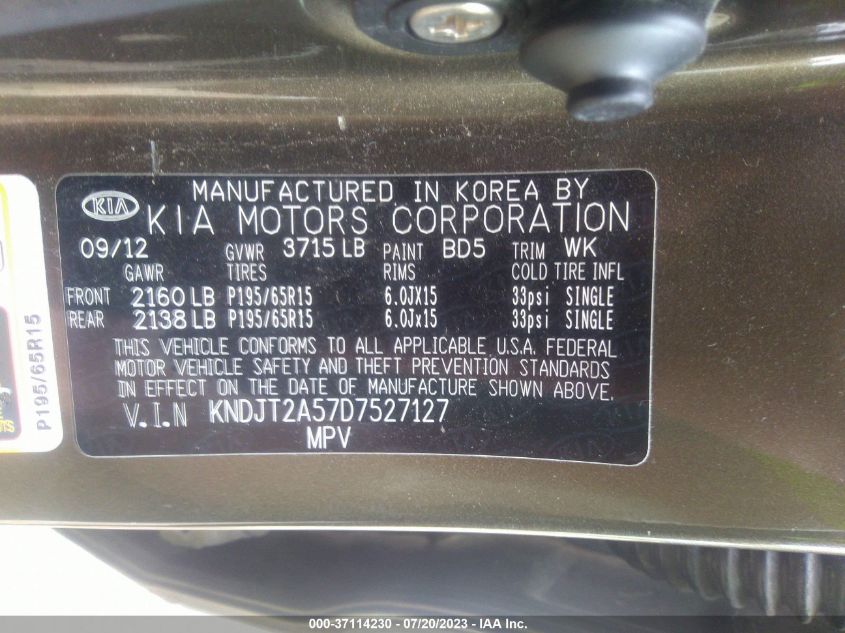 MANUFACTURED IN KOREA BY
KIA
KIA MOTORS CORPORATION
09/12 GVWR 3715 LB PAINT BD5 TRIM WK
GAWR TIRES RIMS COLD TIRE INFL
FRONT 2160 LB P195/65R15 6.0JX15 33psi SINGLE
REAR 2138 LB P195/65R15 6.0Jx15 33psi SINGLE
THIS VEHICLE CONFORMS TO ALL APPLICABLE U.S.A. FEDERAL
MOTOR VEHICLE SAFETY AND THEFT PREVENTION STANDARDS
IN EFFECT ON THE DATE OF MANUFACTURE SHOWN ABOVE.
V.I.N KNDJT2A57D7527127
MPV
P195/65R15
000-37114230 - 07/20/2023 - IAA Inc.